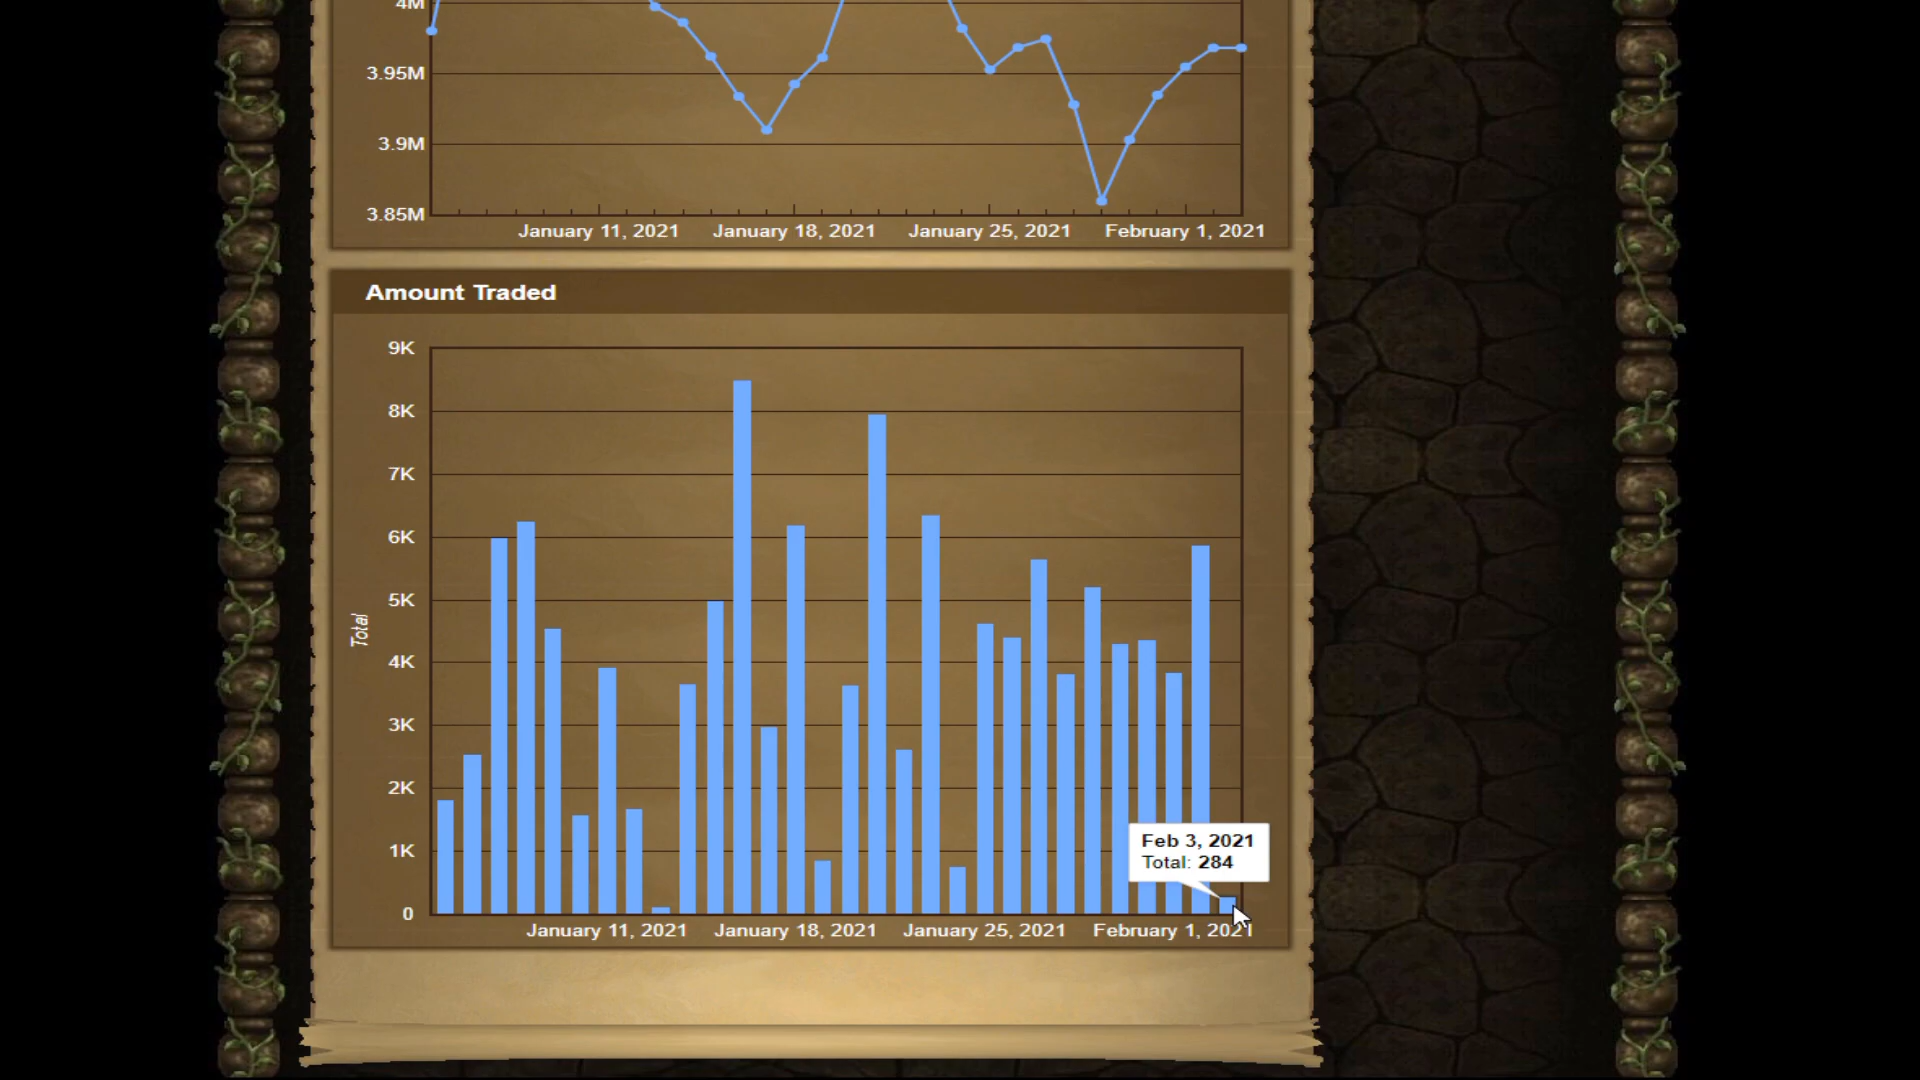 4M
3.95M
3.9M
3.85M
January 11, 2021 January 18, 2021 January 25, 2021 February 1, 2021
Amount Traded
9K
8K
7K
6K
5K
4K
3K
2K
1K
0
Total
Feb 3, 2021
Total: 284
January 11, 2021 January 18, 2021 January 25, 2021 February 1, 2021